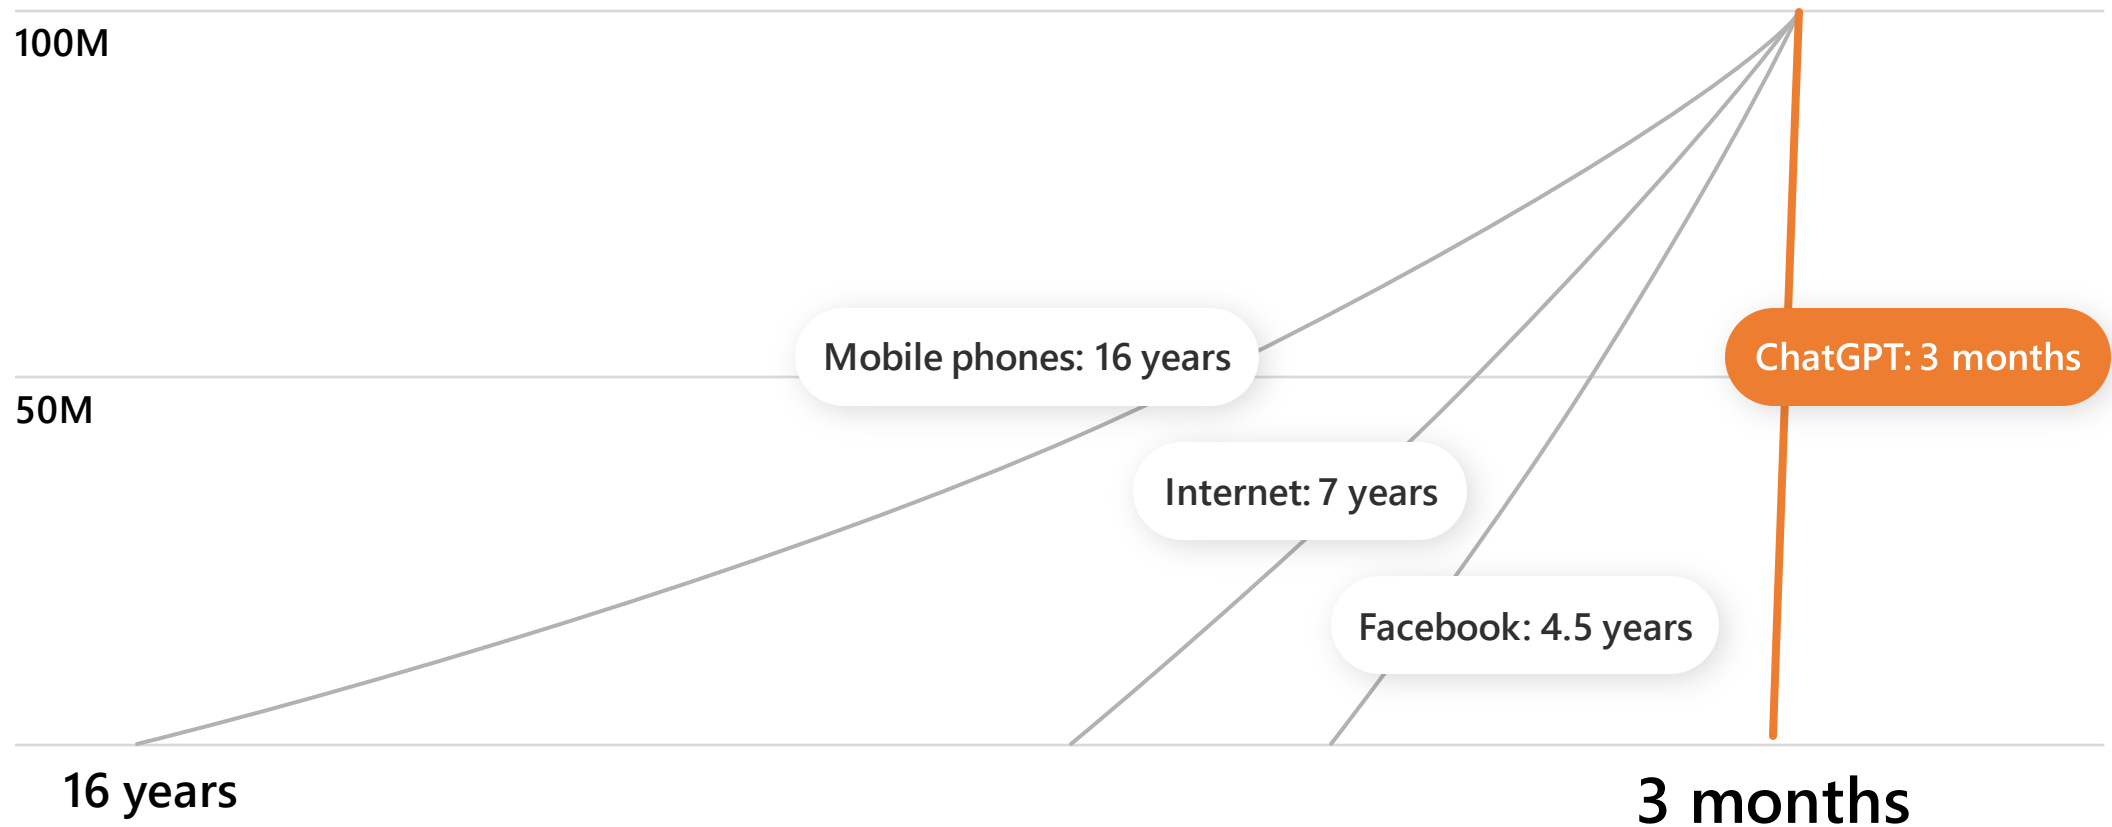 100M
Mobile phones: 16 years
ChatGPT: 3 months
50M
Internet: 7 years
Facebook: 4.5 years
16 years
3 months